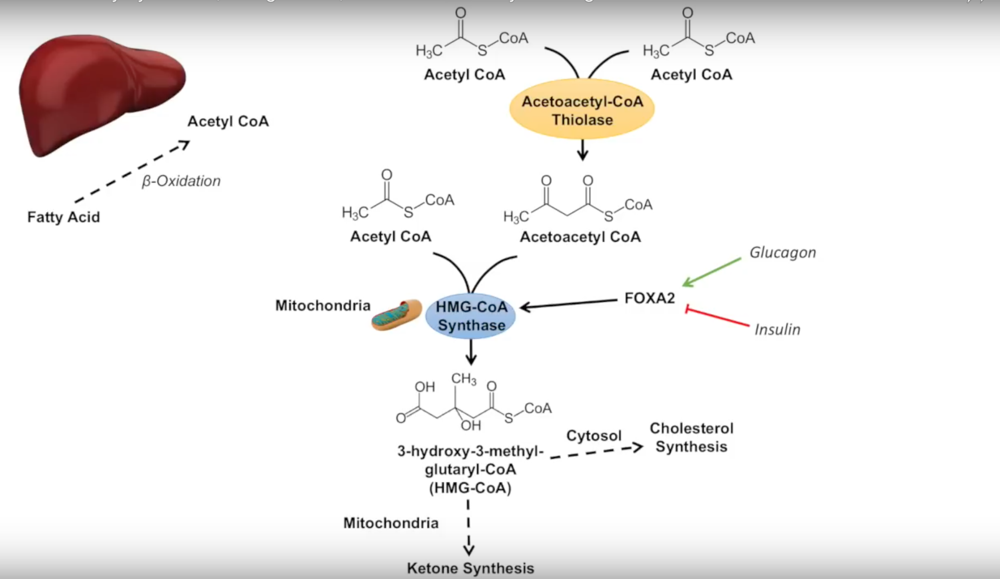 O
CoA
H3C
S
Acetyl CoA
O
CoA
H3C
S
Acetyl CoA
Acetoacetyl-CoA
Thiolase
Acetyl CoA
β-Oxidation
Fatty Acid
O
CoA
H3C
S
Acetyl CoA
O
O
CoA
H3C
S
Acetoacetyl CoA
Glucagon
FOXA2
Insulin
Mitochondria
HMG-CoA
Synthase
CH3
OH
O
CoA
O
S
OH
3-hydroxy-3-methyl-
glutaryl-CoA
(HMG-CoA)
Cytosol
Cholesterol
Synthesis
Mitochondria
Ketone Synthesis